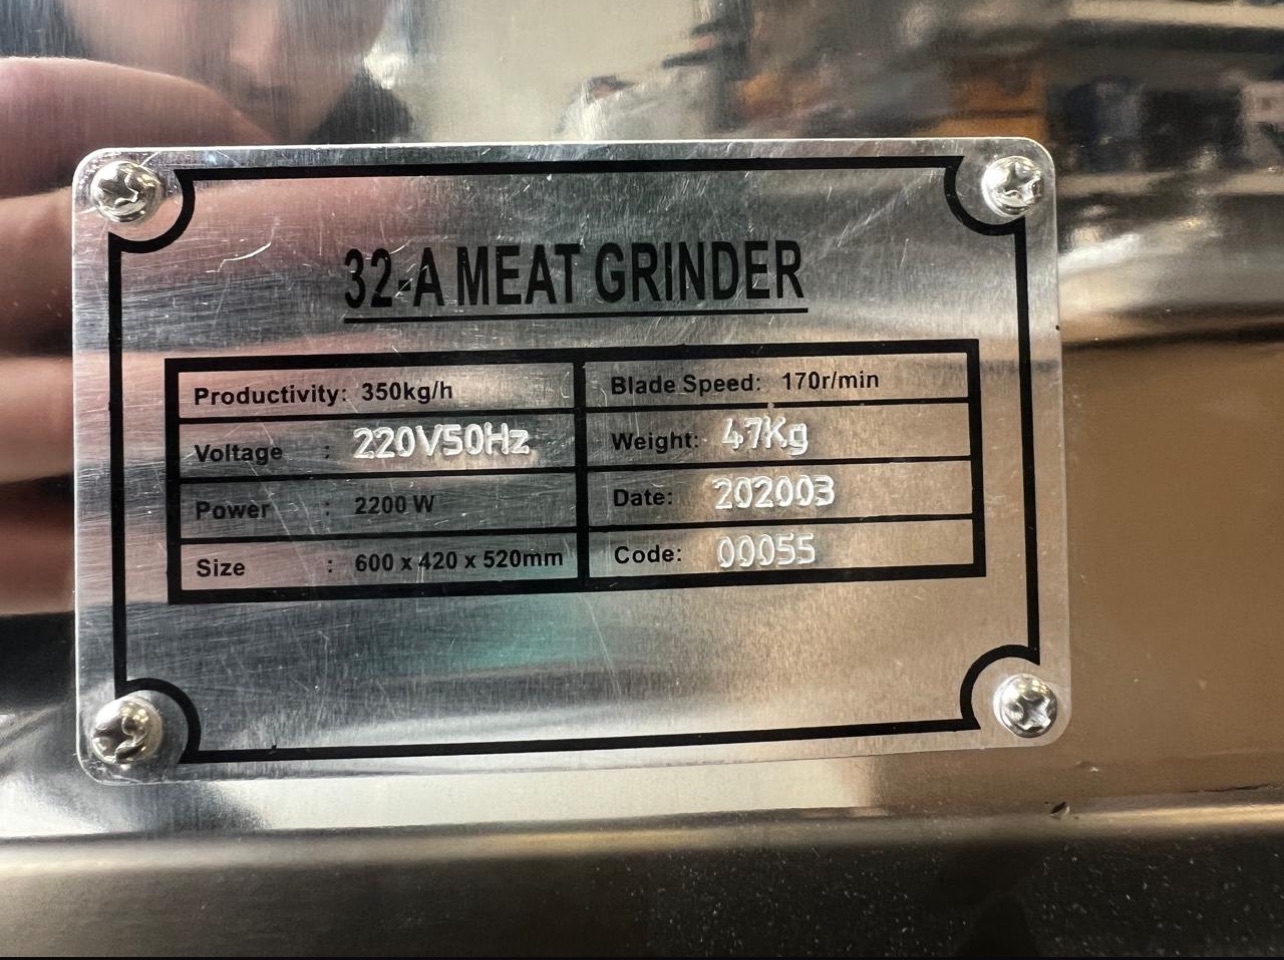 32-A MEAT GRINDER
Productivity: 350kg/h Blade Speed: 170r/min
Voltage : 220V50Hz Weight: 47Kg
Power : 2200 W Date: 202003
Size : 600 x 420 x 520mm Code: 00055